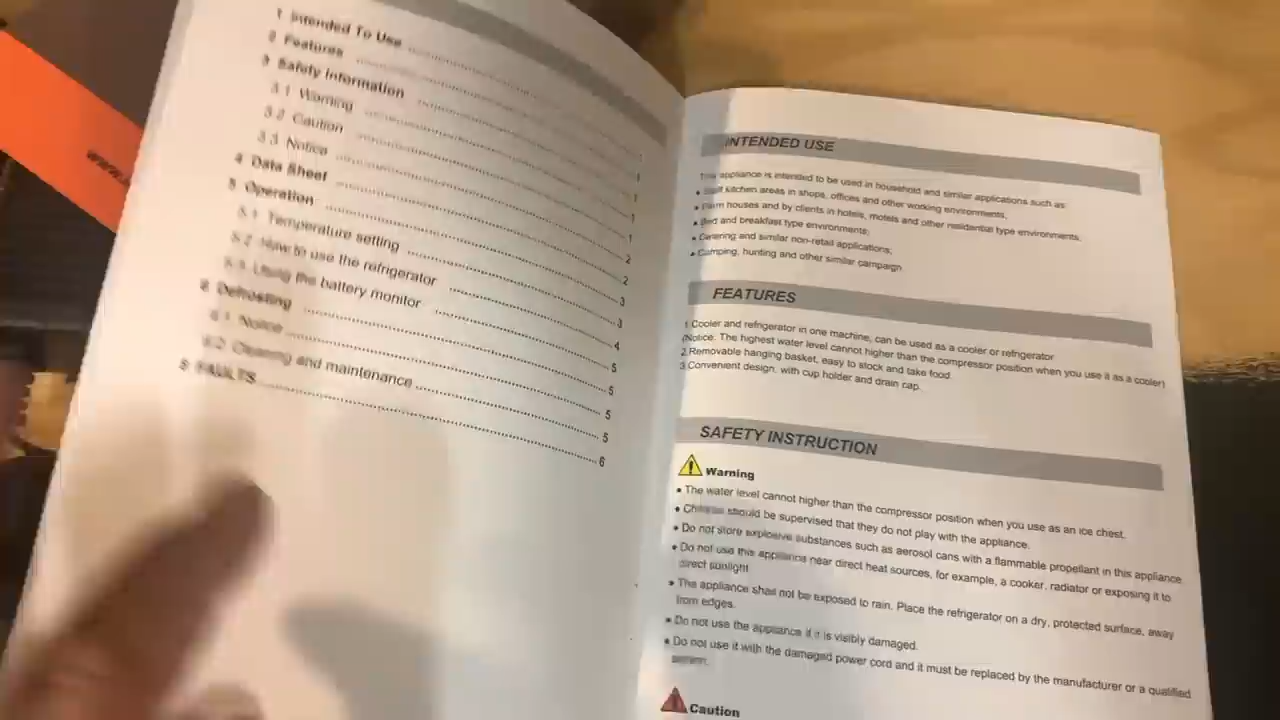 www.
1 Intended To Use
2 Features 1
3 Safety Information 1
3.1 Warning 1
3.2 Caution 1
3.3 Notice 1
4 Data Sheet 2
5 Operation 2
5.1 Temperature setting 3
5.2 How to use the refrigerator 3
5.3 Using the battery monitor 4
Defrosting 5
6.1 Notice 5
6.2 Cleaning and maintenance 5
FAULTS 6
INTENDED USE
This appliance is intended to be used in household and similar applications such as:
• Staff kitchen areas in shops, offices and other working environments;
• Farm houses and by clients in hotels, motels and other residential type environments;
• Bed and breakfast type environments;
• Catering and similar non-retail applications;
• Camping, hunting and other similar campaign
FEATURES
1.Cooler and refrigerator in one machine, can be used as a cooler or refrigerator
(Notice: The highest water level cannot higher than the compressor position when you use it as a cooler)
2.Removable hanging basket, easy to stock and take food.
3.Convenient design, with cup holder and drain cap.
SAFETY INSTRUCTION
Warning
• The water level cannot higher than the compressor position when you use as an ice chest.
• Children should be supervised that they do not play with the appliance.
• Do not store explosive substances such as aerosol cans with a flammable propellant in this appliance
• Do not use this appliance near direct heat sources, for example, a cooker, radiator or exposing it to
direct sunlight
• The appliance shall not be exposed to rain. Place the refrigerator on a dry, protected surface, away
from edges.
• Do not use the appliance if it is visibly damaged.
• Do not use it with the damaged power cord and it must be replaced by the manufacturer or a qualified
Caution